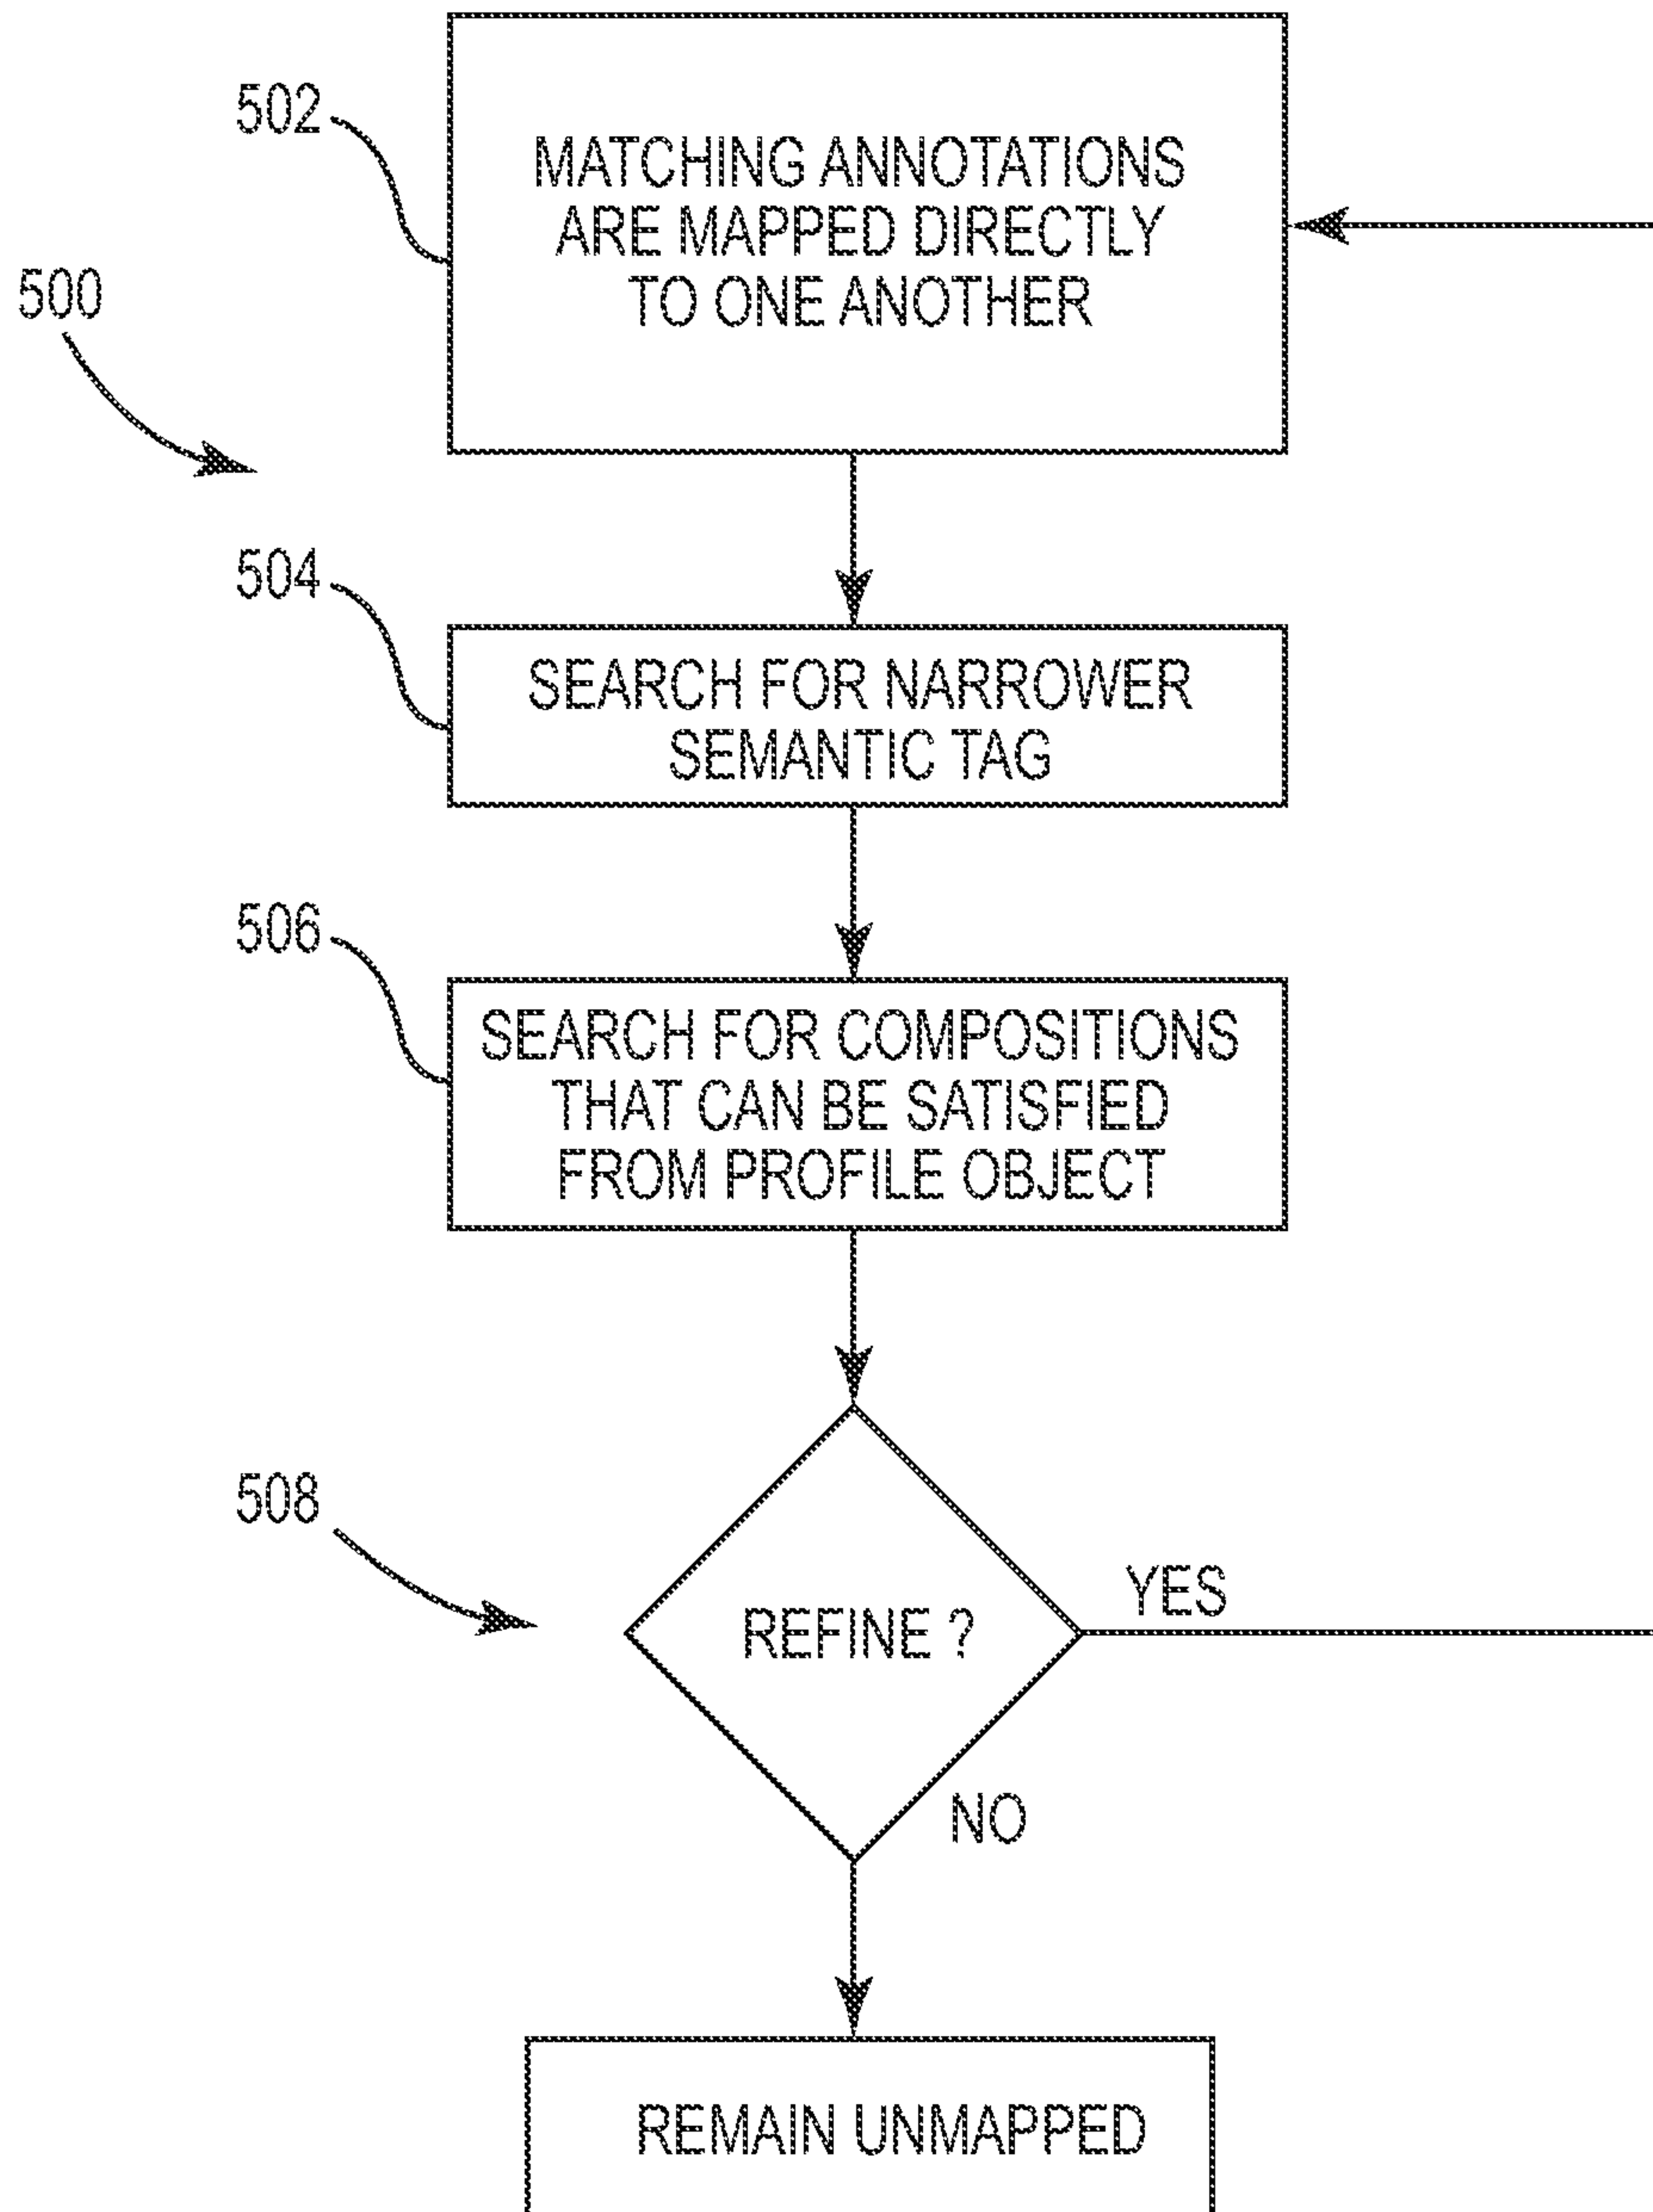 502
MATCHING ANNOTATIONS
ARE MAPPED DIRECTLY
TO ONE ANOTHER
500
504
SEARCH FOR NARROWER
SEMANTIC TAG
506
SEARCH FOR COMPOSITIONS
THAT CAN BE SATISFIED
FROM PROFILE OBJECT
508
REFINE ?
YES
NO
REMAIN UNMAPPED